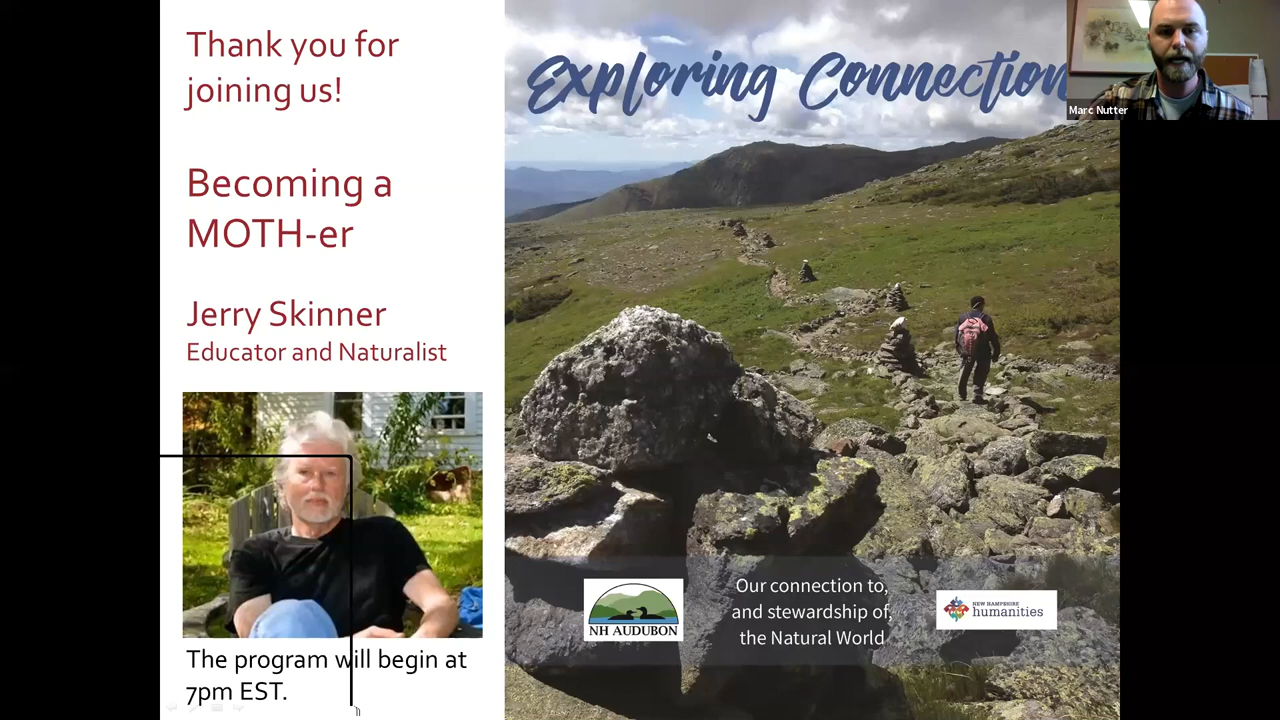 Thank you for
joining us!
Becoming a
MOTH-er
Jerry Skinner
Educator and Naturalist
The program will begin at
7pm EST.
Exploring Connection
Marc Nutter
NH AUDUBON
Our connection to,
and stewardship of,
the Natural World
NEW HAMPSHIRE
humanities